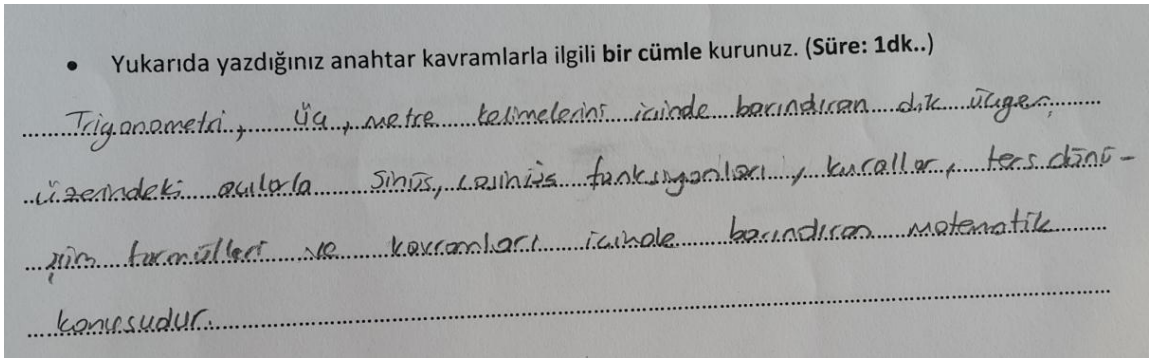 • Yukarıda yazdığınız anahtar kavramlarla ilgili bir cümle kurunuz. (Süre: 1dk..)
Trigonometri, üç, metre kelimelerini içinde barındıran dik üçgen
üzerindeki açılarla sinüs, cosinüs fonksiyonları, kurallar, ters dönü-
şüm formülleri ve kavramları içinde barındıran matematik
konusudur.